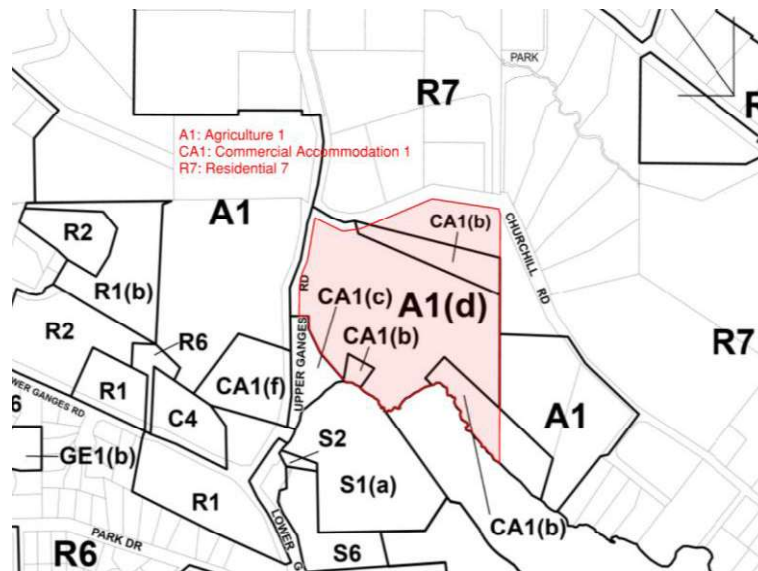 PARK
R7
R
A1: Agriculture 1
CA1: Commercial Accommodation 1
R7: Residential 7
A1
R2
CA1(b)
CHURCHILL RD
R1(b)
CA1(c)
A1(d)
UPPER GANGES RD
R2
R6
CA1(b)
R7
R1
CA1(f)
WER GANGES RD
C4
A1
6
GE1(b)
S2
R1
S1(a)
CA1(b)
LOWER G
PARK DR
R6
S6